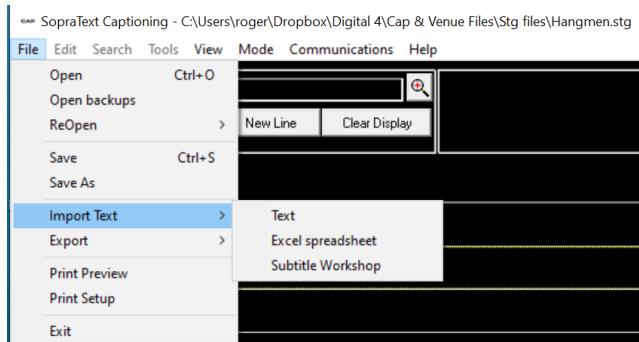 CAP SopraText Captioning - C:\Users\roger\Dropbox\Digital 4\Cap & Venue Files\Stg files\Hangmen.stg
File Edit Search Tools View Mode Communications Help
Open Ctrl+O
Open backups
ReOpen >
New Line Clear Display
Save Ctrl+S
Save As
Import Text >
Text
Export >
Excel spreadsheet
Subtitle Workshop
Print Preview
Print Setup
Exit